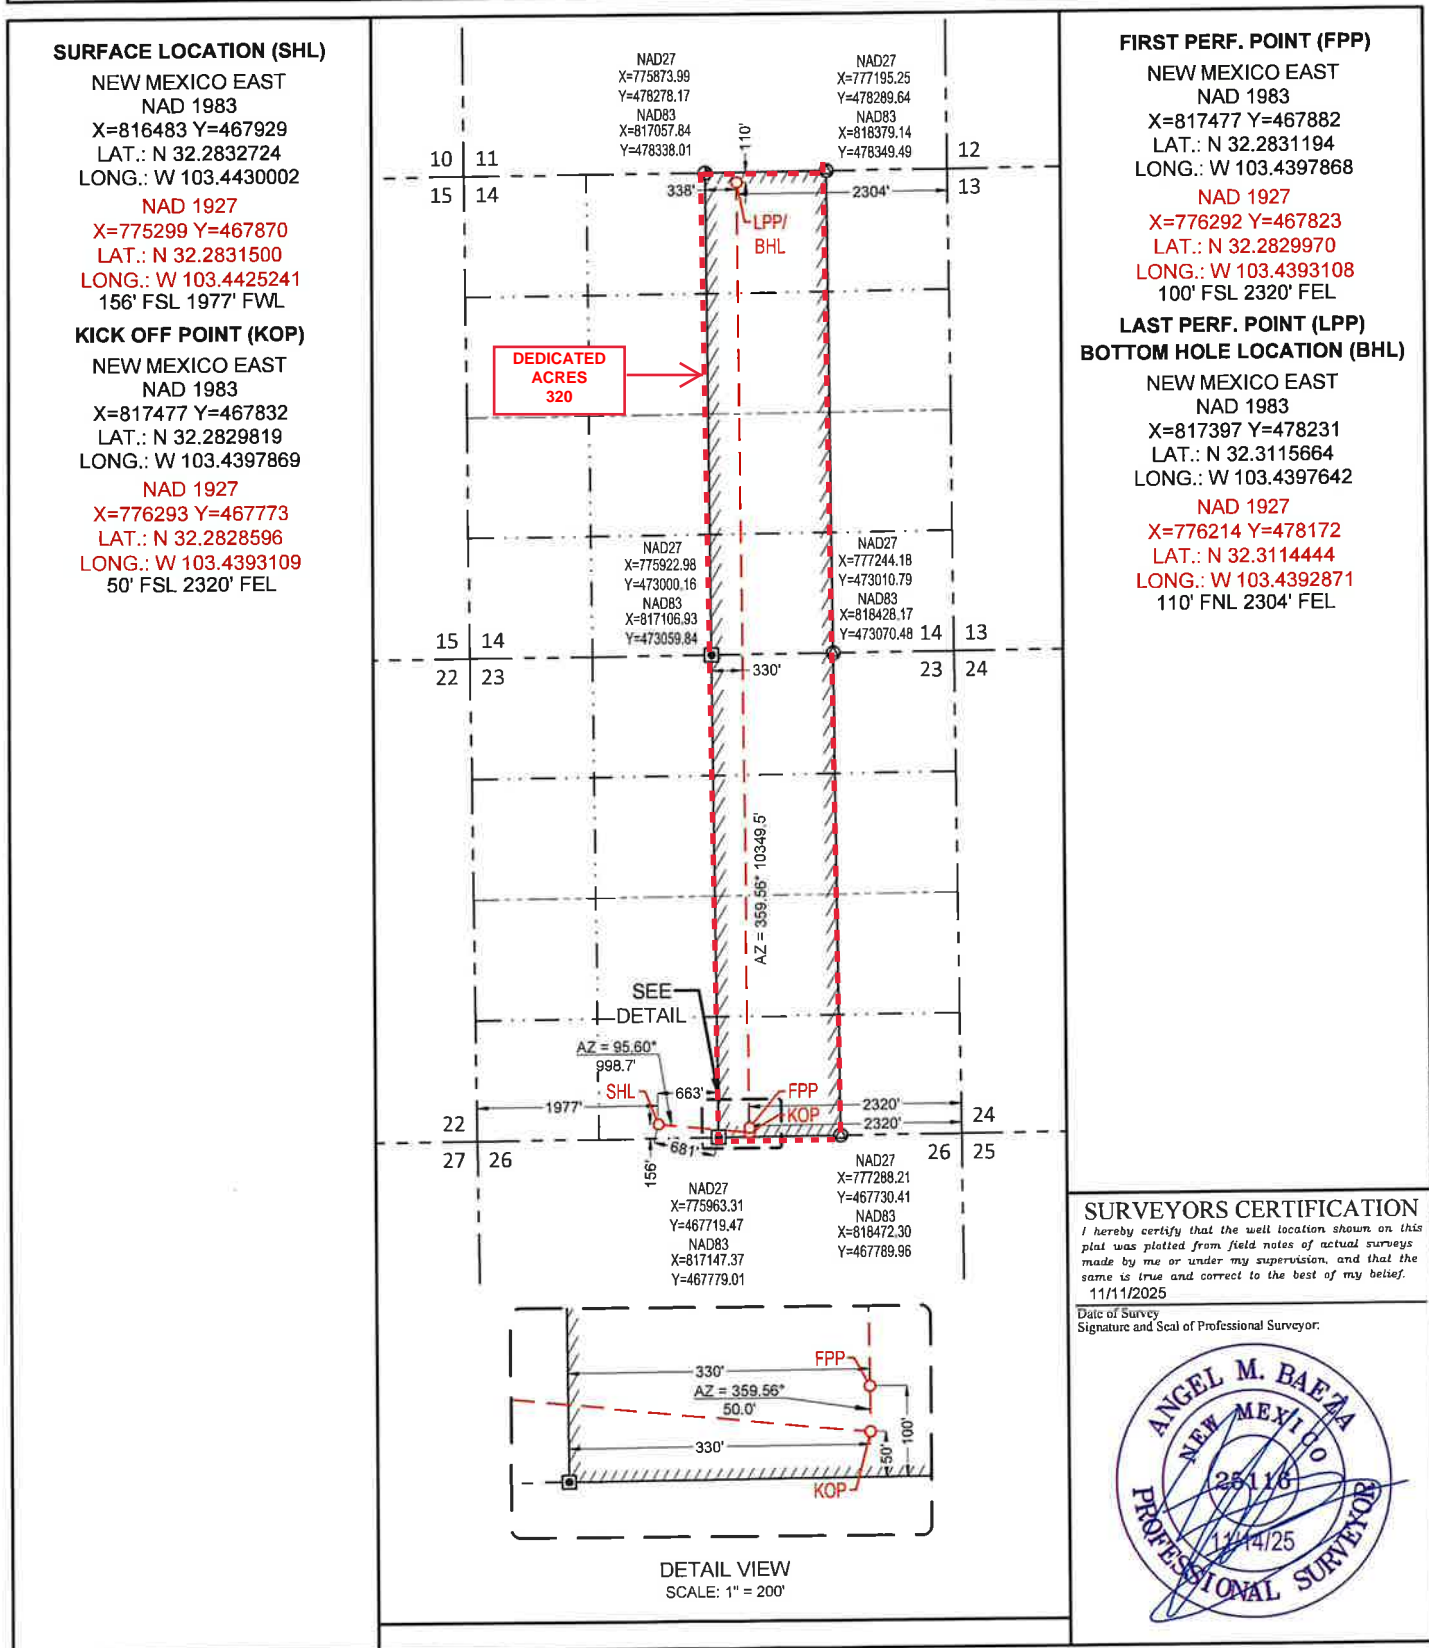 SURFACE LOCATION (SHL)
NEW MEXICO EAST
NAD 1983
X=816483 Y=467929
LAT.: N 32.2832724
LONG.: W 103.4430002
NAD 1927
X=775299 Y=467870
LAT.: N 32.2831500
LONG.: W 103.4425241
156' FSL 1977' FWL
KICK OFF POINT (KOP)
NEW MEXICO EAST
NAD 1983
X=817477 Y=467832
LAT.: N 32.2829819
LONG.: W 103.4397869
NAD 1927
X=776293 Y=467773
LAT.: N 32.2828596
LONG.: W 103.4393109
50' FSL 2320' FEL
NAD27
X=775873.99
Y=478278.17
NAD83
X=817057.84
Y=478338.01
NAD27
X=777195.25
Y=478289.64
NAD83
X=818379.14
Y=478349.49
110'
10 11
15 14
12
13
338'
2304'
LPP/
BHL
DEDICATED
ACRES
320
NAD27
X=775922.98
Y=473000.16
NAD83
X=817106.93
Y=473059.84
NAD27
X=777244.18
Y=473010.79
NAD83
X=818428.17
Y=473070.48
15 14
22 23
14 13
23 24
330'
AZ = 359.56° 10349.5'
SEE
DETAIL
AZ = 95.60°
998.7'
SHL
663'
FPP
KOP
1977'
2320'
2320'
22
27 26
24
26 25
681'
156'
NAD27
X=775963.31
Y=467719.47
NAD83
X=817147.37
Y=467779.01
NAD27
X=777288.21
Y=467730.41
NAD83
X=818472.30
Y=467789.96
330'
FPP
AZ = 359.56°
50.0'
330'
100'
50'
KOP
DETAIL VIEW
SCALE: 1" = 200'
FIRST PERF. POINT (FPP)
NEW MEXICO EAST
NAD 1983
X=817477 Y=467882
LAT.: N 32.2831194
LONG.: W 103.4397868
NAD 1927
X=776292 Y=467823
LAT.: N 32.2829970
LONG.: W 103.4393108
100' FSL 2320' FEL
LAST PERF. POINT (LPP)
BOTTOM HOLE LOCATION (BHL)
NEW MEXICO EAST
NAD 1983
X=817397 Y=478231
LAT.: N 32.3115664
LONG.: W 103.4397642
NAD 1927
X=776214 Y=478172
LAT.: N 32.3114444
LONG.: W 103.4392871
110' FNL 2304' FEL
SURVEYORS CERTIFICATION
I hereby certify that the well location shown on this
plat was plotted from field notes of actual surveys
made by me or under my supervision, and that the
same is true and correct to the best of my belief.
11/11/2025
Date of Survey
Signature and Seal of Professional Surveyor:
ANGEL M. BAEZA
NEW MEXICO
25116
11/14/25
PROFESSIONAL SURVEYOR